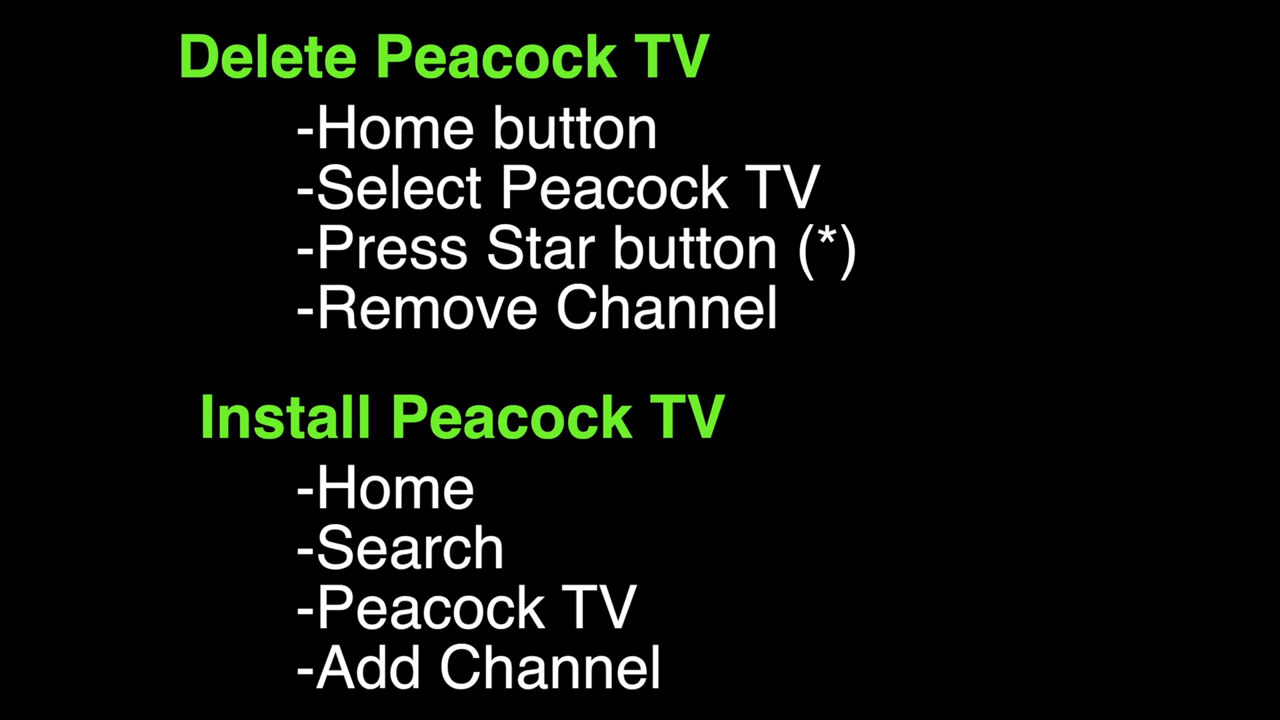 Delete Peacock TV
-Home button
-Select Peacock TV
-Press Star button (*)
-Remove Channel
Install Peacock TV
-Home
-Search
-Peacock TV
-Add Channel